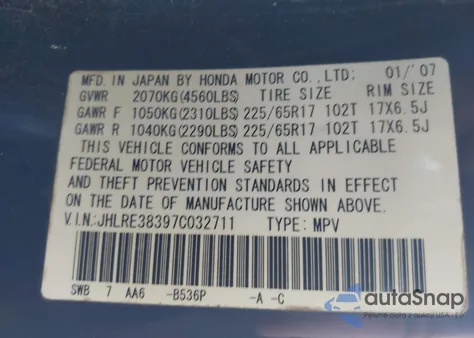 MFD. IN JAPAN BY HONDA MOTOR CO., LTD; 01/'07
GVWR 2070KG(4560LBS) TIRE SIZE RIM SIZE
GAWR F 1050KG(2310LBS) 225/65R17 102T 17X6.5J
GAWR R 1040KG(2290LBS) 225/65R17 102T 17X6.5J
THIS VEHICLE CONFORMS TO ALL APPLICABLE
FEDERAL MOTOR VEHICLE SAFETY
AND THEFT PREVENTION STANDARDS IN EFFECT
ON THE DATE OF MANUFACTURE SHOWN ABOVE.
V.I.N:JHLRE38397C032711 TYPE: MPV
SWB 7 AA6 -B536P -A -C
autoSnap